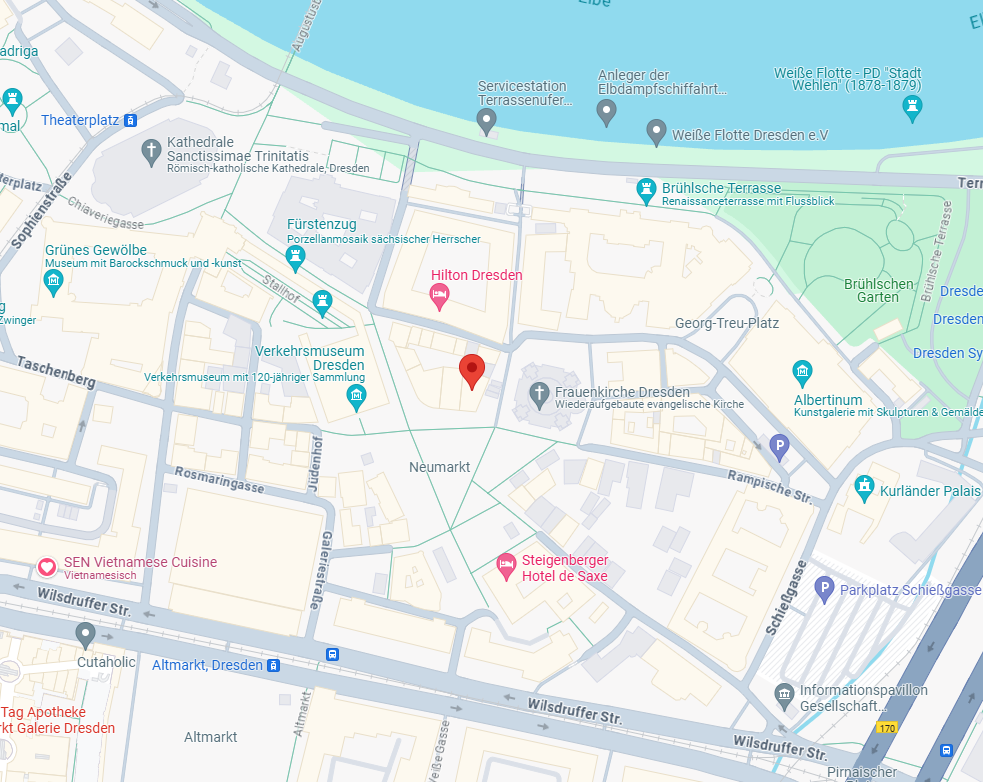 Elbe
El
adriga
mal
Theaterplatz
Augustusb
Servicestation
Terrassenufer...
Anleger der
Elbdampfschiffahrt...
Weiße Flotte - PD "Stadt
Wehlen" (1878-1879)
Weiße Flotte Dresden e.V
Kathedrale
Sanctissimae Trinitatis
Römisch-katholische Kathedrale, Dresden
terplatz
Sophienstraße
Chiaveriegasse
Terr
Brühlsche Terrasse
Renaissanceterrasse mit Flussblick
Fürstenzug
Porzellanmosaik sächsischer Herrscher
Grünes Gewölbe
Museum mit Barockschmuck und -kunst
Stallhof
Hilton Dresden
Brühlschen
Garten
Brühlsche-Terrasse
g
Zwinger
Georg-Treu-Platz
Dresde
Dresden
Dresden Sy
Verkehrsmuseum
Dresden
Verkehrsmuseum mit 120-jähriger Sammlung
Taschenberg
Frauenkirche Dresden
Wiederaufgebaute evangelische Kirche
Albertinum
Kunstgalerie mit Skulpturen & Gemälde
P
Neumarkt
Jüdenhof
Rosmaringasse
Rampische Str.
Kurländer Palais
Galeriestraße
SEN Vietnamese Cuisine
Vietnamesisch
Steigenberger
Hotel de Saxe
Schießgasse
P
Parkplatz Schießgasse
Wilsdruffer Str.
Cutaholic
Altmarkt, Dresden
Informationspavillon
Gesellschaft...
Tag Apotheke
rkt Galerie Dresden
Altmarkt
Altmarkt
Weiße Gasse
Wilsdruffer Str.
Wilsdruffer Str.
170
Pirnaischer